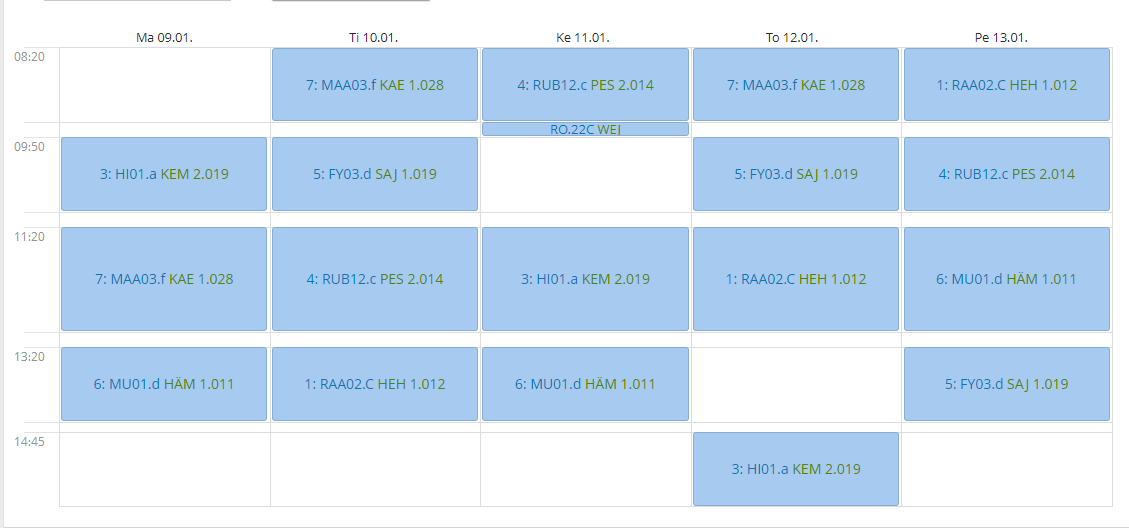 Ma 09.01. Ti 10.01. Ke 11.01. To 12.01. Pe 13.01.
08:20
7: MAA03.f KAE 1.028
4: RUB12.c PES 2.014
7: MAA03.f KAE 1.028
1: RAA02.C HEH 1.012
RO.22C WEJ
09:50
3: HI01.a KEM 2.019
5: FY03.d SAJ 1.019
5: FY03.d SAJ 1.019
4: RUB12.c PES 2.014
11:20
7: MAA03.f KAE 1.028
4: RUB12.c PES 2.014
3: HI01.a KEM 2.019
1: RAA02.C HEH 1.012
6: MU01.d HÄM 1.011
13:20
6: MU01.d HÄM 1.011
1: RAA02.C HEH 1.012
6: MU01.d HÄM 1.011
5: FY03.d SAJ 1.019
14:45
3: HI01.a KEM 2.019